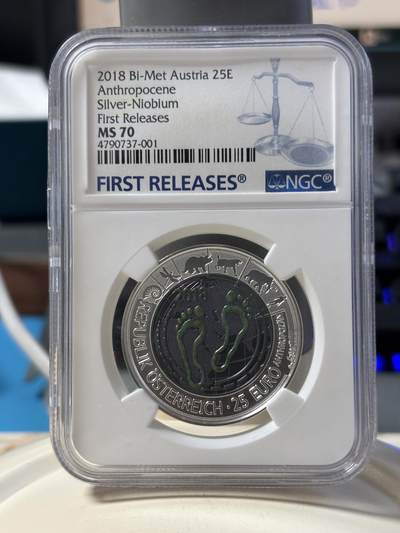 2018 Bi-Met Austria 25E
Anthropocene
Silver-Niobium
First Releases
MS 70
4790737-001
FIRST RELEASES®
NGC®
2018
REPUBLIK ÖSTERREICH · 25 EURO